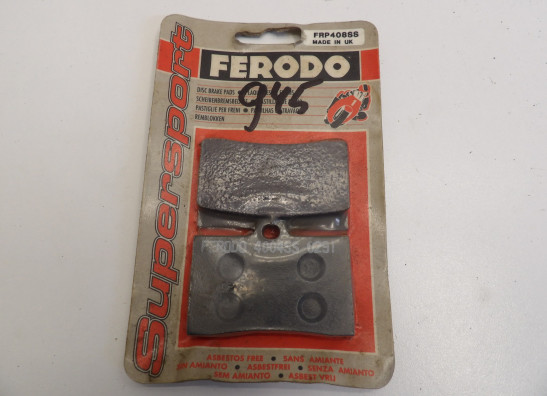 FRP408SS
MADE IN UK
FERODO
DISC BRAKE PADS
SCHEIBENBREMSBE
PASTIGLIE PER FRENI
REMBLOKKEN
945
Supersport
FERODO 408SS
ASBESTOS FREE • SANS AMIANTE
SIN AMIANTO • ASBESTFREI • SENZA AMIANTO
SEM AMIANTO • ASBEST VRIJ